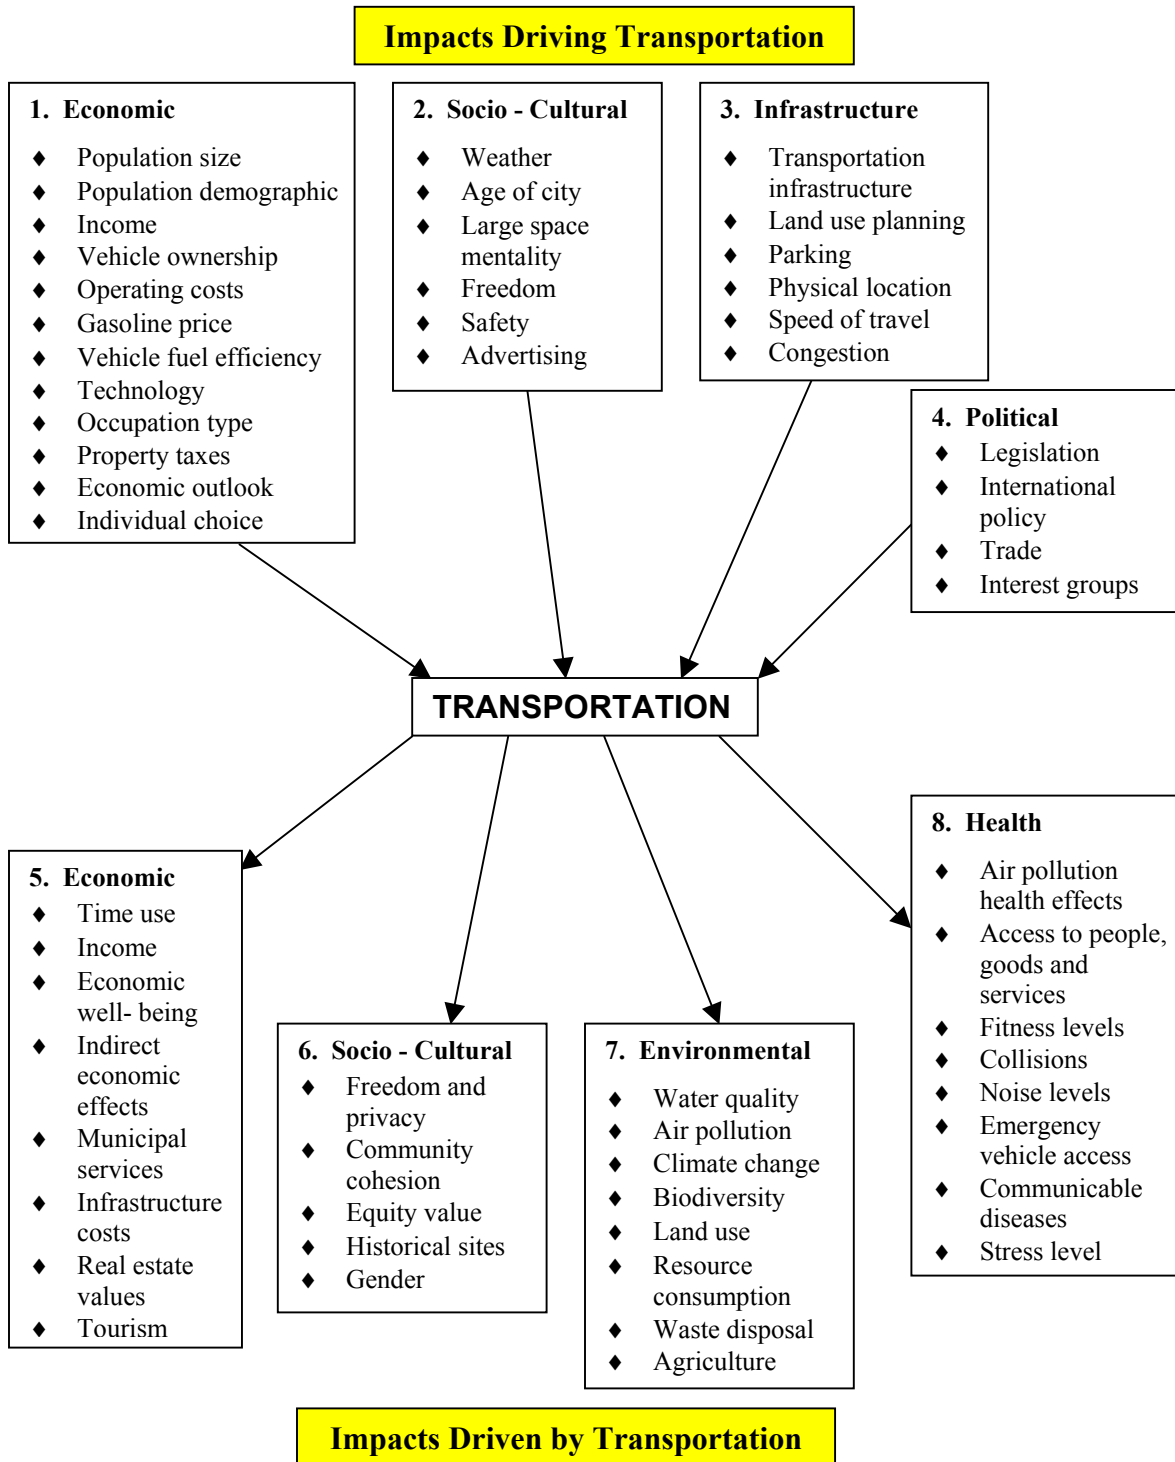 Impacts Driving Transportation
1. Economic
♦ Population size
♦ Population demographic
♦ Income
♦ Vehicle ownership
♦ Operating costs
♦ Gasoline price
♦ Vehicle fuel efficiency
♦ Technology
♦ Occupation type
♦ Property taxes
♦ Economic outlook
♦ Individual choice
2. Socio - Cultural
♦ Weather
♦ Age of city
♦ Large space
mentality
♦ Freedom
♦ Safety
♦ Advertising
3. Infrastructure
♦ Transportation
infrastructure
♦ Land use planning
♦ Parking
♦ Physical location
♦ Speed of travel
♦ Congestion
4. Political
♦ Legislation
♦ International
policy
♦ Trade
♦ Interest groups
TRANSPORTATION
5. Economic
♦ Time use
♦ Income
♦ Economic
well- being
♦ Indirect
economic
effects
♦ Municipal
services
♦ Infrastructure
costs
♦ Real estate
values
♦ Tourism
6. Socio - Cultural
♦ Freedom and
privacy
♦ Community
cohesion
♦ Equity value
♦ Historical sites
♦ Gender
7. Environmental
♦ Water quality
♦ Air pollution
♦ Climate change
♦ Biodiversity
♦ Land use
♦ Resource
consumption
♦ Waste disposal
♦ Agriculture
8. Health
♦ Air pollution
health effects
♦ Access to people,
goods and
services
♦ Fitness levels
♦ Collisions
♦ Noise levels
♦ Emergency
vehicle access
♦ Communicable
diseases
♦ Stress level
Impacts Driven by Transportation